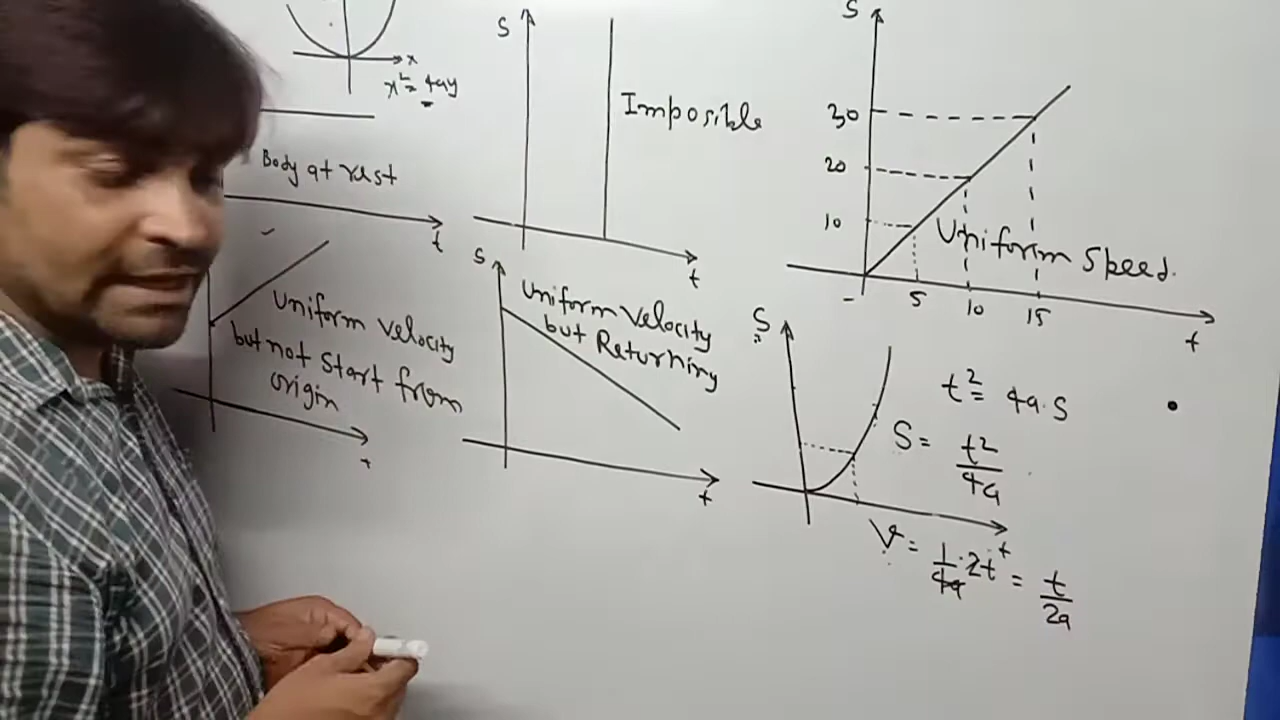 x
x² = 4ay
Body at rest
t
S
Imposible
t
S
30
20
10
Uniform Speed.
5
10
15
t
Uniform Velocity
but not Start from
origin
t
S
Uniform Velocity
but Returning
t
S
t² = 4a.S
S = t²/4a
t
V = 1/4a . 2t = t/2a